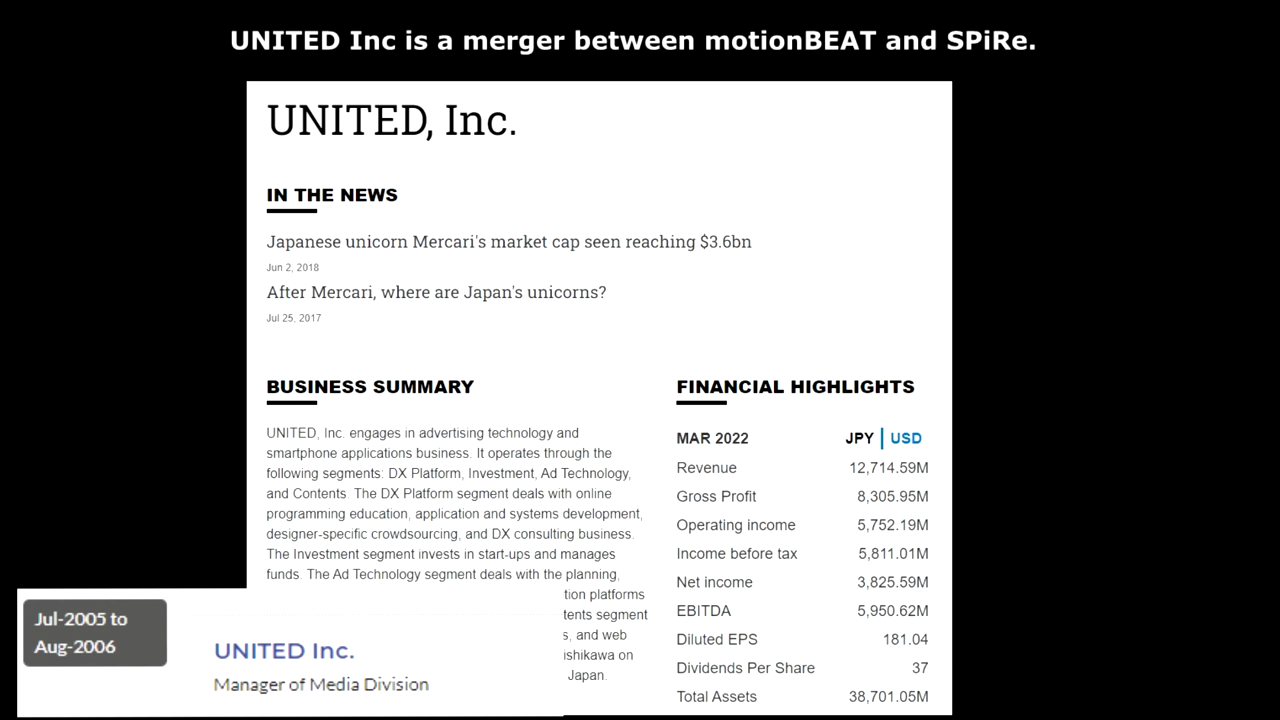 UNITED Inc is a merger between motionBEAT and SPiRe.
UNITED, Inc.
IN THE NEWS
Japanese unicorn Mercari's market cap seen reaching $3.6bn
Jun 2, 2018
After Mercari, where are Japan's unicorns?
Jul 25, 2017
BUSINESS SUMMARY
UNITED, Inc. engages in advertising technology and
smartphone applications business. It operates through the
following segments: DX Platform, Investment, Ad Technology,
and Contents. The DX Platform segment deals with online
programming education, application and systems development,
designer-specific crowdsourcing, and DX consulting business.
The Investment segment invests in start-ups and manages
funds. The Ad Technology segment deals with the planning,
tion platforms
tents segment
s, and web
ishikawa on
Japan.
FINANCIAL HIGHLIGHTS
MAR 2022 JPY | USD
Revenue 12,714.59M
Gross Profit 8,305.95M
Operating income 5,752.19M
Income before tax 5,811.01M
Net income 3,825.59M
EBITDA 5,950.62M
Diluted EPS 181.04
Dividends Per Share 37
Total Assets 38,701.05M
Jul-2005 to
Aug-2006
UNITED Inc.
Manager of Media Division